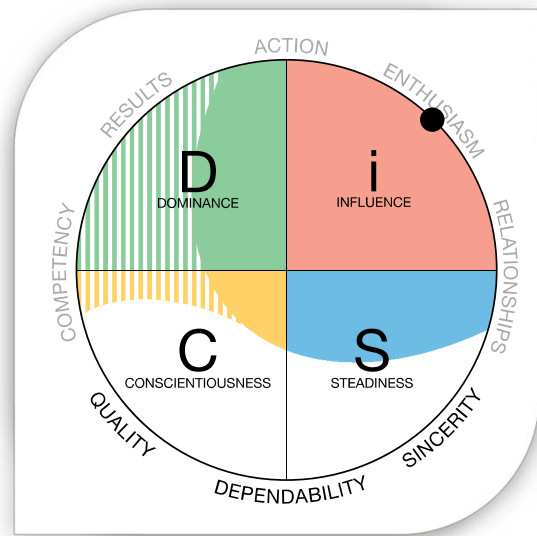 ACTION
RESULTS
ENTHUSIASM
D
DOMINANCE
i
INFLUENCE
COMPETENCY
RELATIONSHIPS
C
CONSCIENTIOUSNESS
S
STEADINESS
QUALITY
SINCERITY
DEPENDABILITY